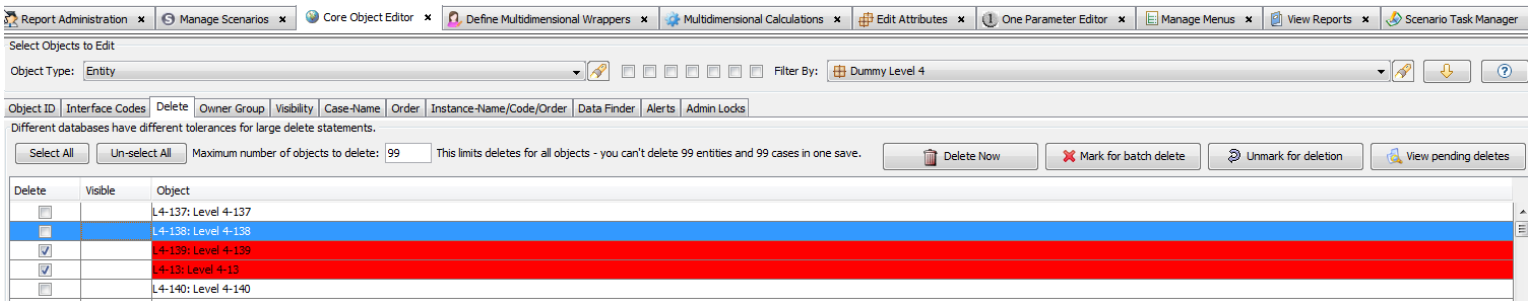 Report Administration x Manage Scenarios x Core Object Editor x Define Multidimensional Wrappers x Multidimensional Calculations x Edit Attributes x One Parameter Editor x Manage Menus x View Reports x Scenario Task Manager
Select Objects to Edit
Object Type: Entity Filter By: Dummy Level 4
Object ID Interface Codes Delete Owner Group Visibility Case-Name Order Instance-Name/Code/Order Data Finder Alerts Admin Locks
Different databases have different tolerances for large delete statements.
Select All Un-select All Maximum number of objects to delete: 99 This limits deletes for all objects - you can't delete 99 entities and 99 cases in one save. Delete Now Mark for batch delete Unmark for deletion View pending deletes
Delete Visible Object
L4-137: Level 4-137
L4-138: Level 4-138
L4-139: Level 4-139
L4-13: Level 4-13
L4-140: Level 4-140